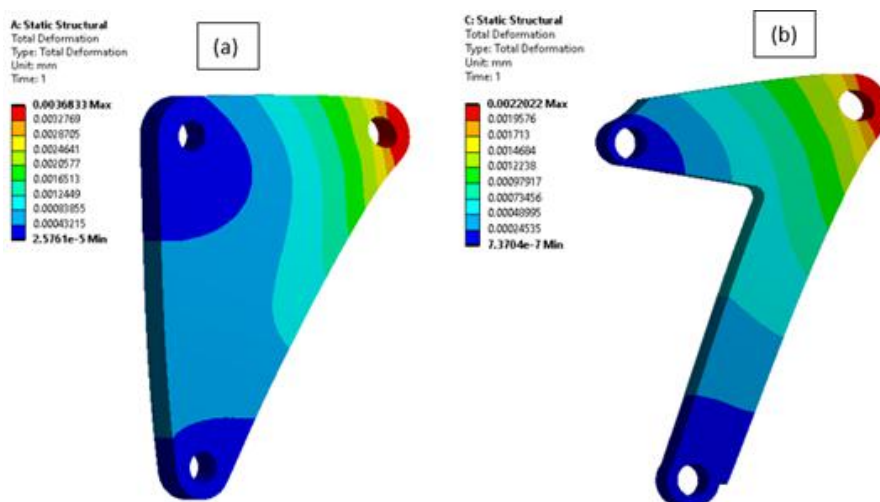 A: Static Structural
Total Deformation
Type: Total Deformation
Unit: mm
Time: 1
(a)
0.0036833 Max
0.0032769
0.0028705
0.0024641
0.0020577
0.0016513
0.0012449
0.00083855
0.00043215
2.5761e-5 Min
C: Static Structural
Total Deformation
Type: Total Deformation
Unit: mm
Time: 1
(b)
0.0022022 Max
0.0019576
0.001713
0.0014684
0.0012238
0.00097917
0.00073456
0.00048995
0.00024535
7.3704e-7 Min